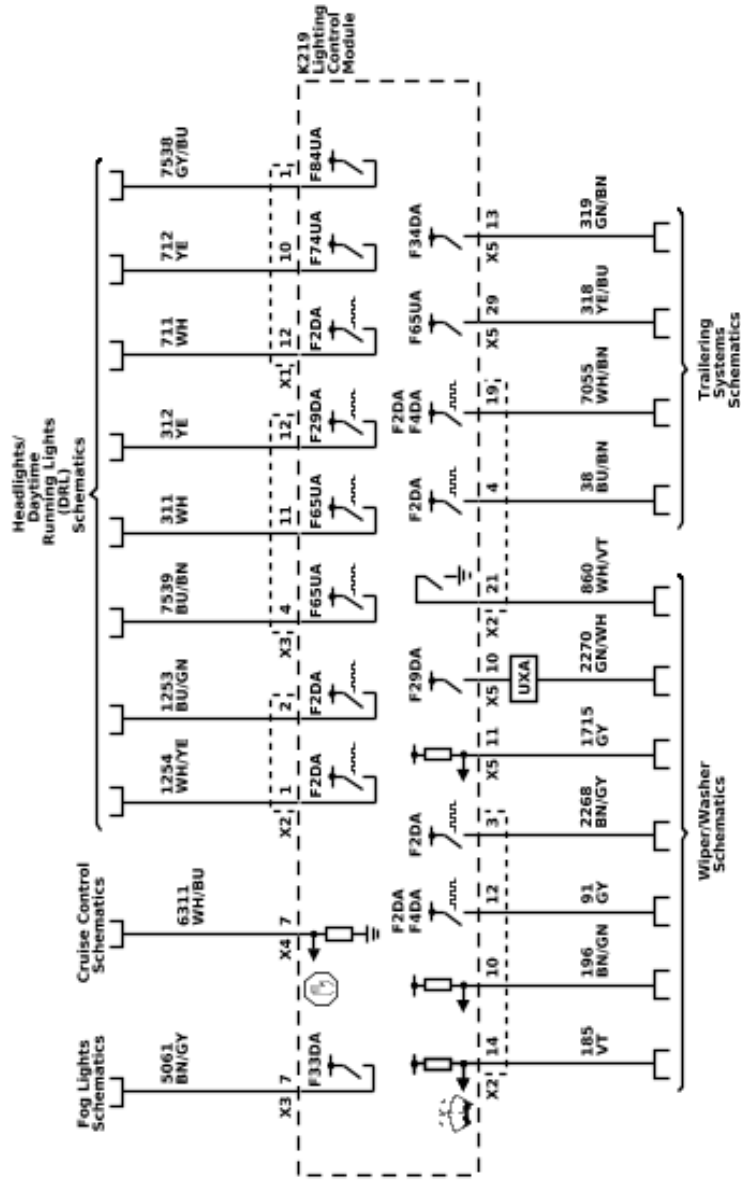 Fog Lights
Schematics
Cruise Control
Schematics
Headlights/
Daytime
Running Lights
(DRL)
Schematics
5061
BN/GY
6311
WH/BU
1254
WH/YE
1253
BU/GN
7539
BU/BN
311
WH
312
YE
711
WH
712
YE
7538
GY/BU
X3 7
X4 7
X2 1
2
X3 4
11
12
X1 12
10
1
K219
Lighting
Control
Module
F33DA
F2DA
F2DA
F65UA
F65UA
F29DA
F2DA
F74UA
F84UA
F2DA
F4DA
F2DA
F29DA
F2DA
F2DA
F4DA
F65UA
F34DA
X2 14
10
12
3
X5 11
X5 10
X2 21
4
19
X5 29
X5 13
UXA
185
VT
196
BN/GN
91
GY
2268
BN/GY
1715
GY
2270
GN/WH
860
WH/VT
38
BU/BN
7055
WH/BN
318
YE/BU
319
GN/BN
Wiper/Washer
Schematics
Trailering
Systems
Schematics